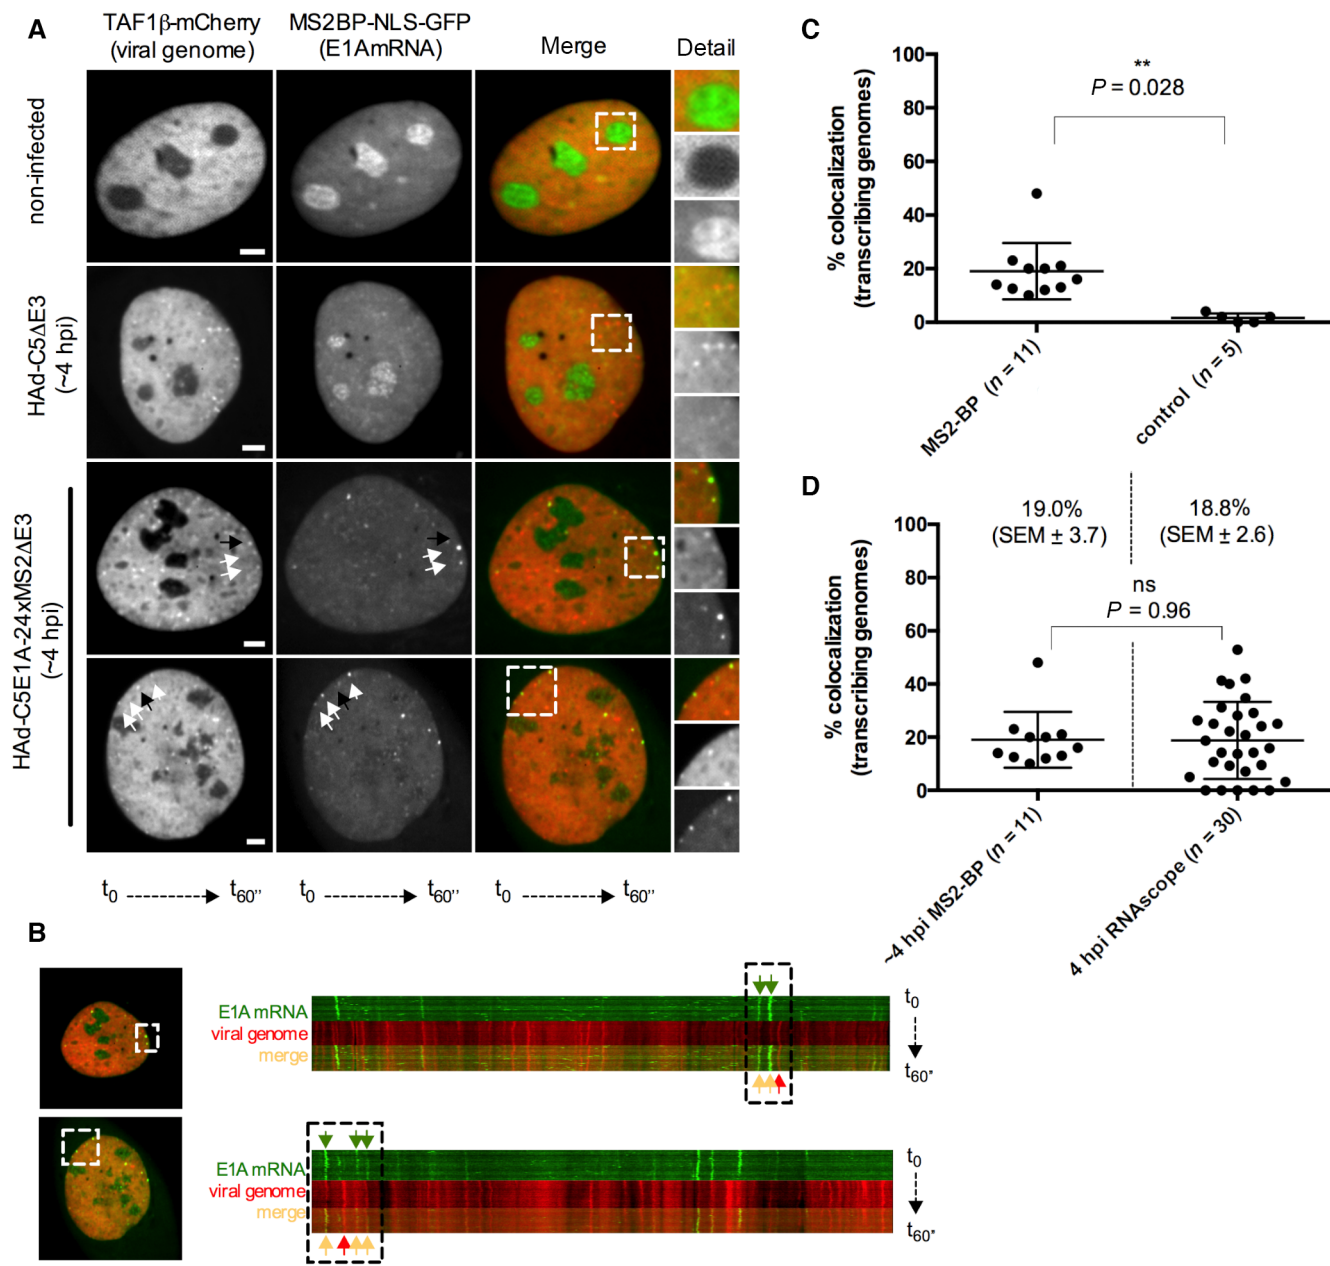 A
TAF1β-mCherry
(viral genome)
MS2BP-NLS-GFP
(E1AmRNA)
Merge
Detail
non-infected
HAd-C5ΔE3
(~4 hpi)
HAd-C5E1A-24xMS2ΔE3
(~4 hpi)
t0 t60''
t0 t60''
t0 t60''
B
E1A mRNA
viral genome
merge
t0
t60''
E1A mRNA
viral genome
merge
t0
t60''
C
% colocalization
(transcribing genomes)
100
80
60
40
20
0
**
P = 0.028
MS2-BP (n = 11)
control (n = 5)
D
% colocalization
(transcribing genomes)
100
80
60
40
20
0
19.0%
(SEM ± 3.7)
18.8%
(SEM ± 2.6)
ns
P = 0.96
~4 hpi MS2-BP (n = 11)
4 hpi RNAscope (n = 30)